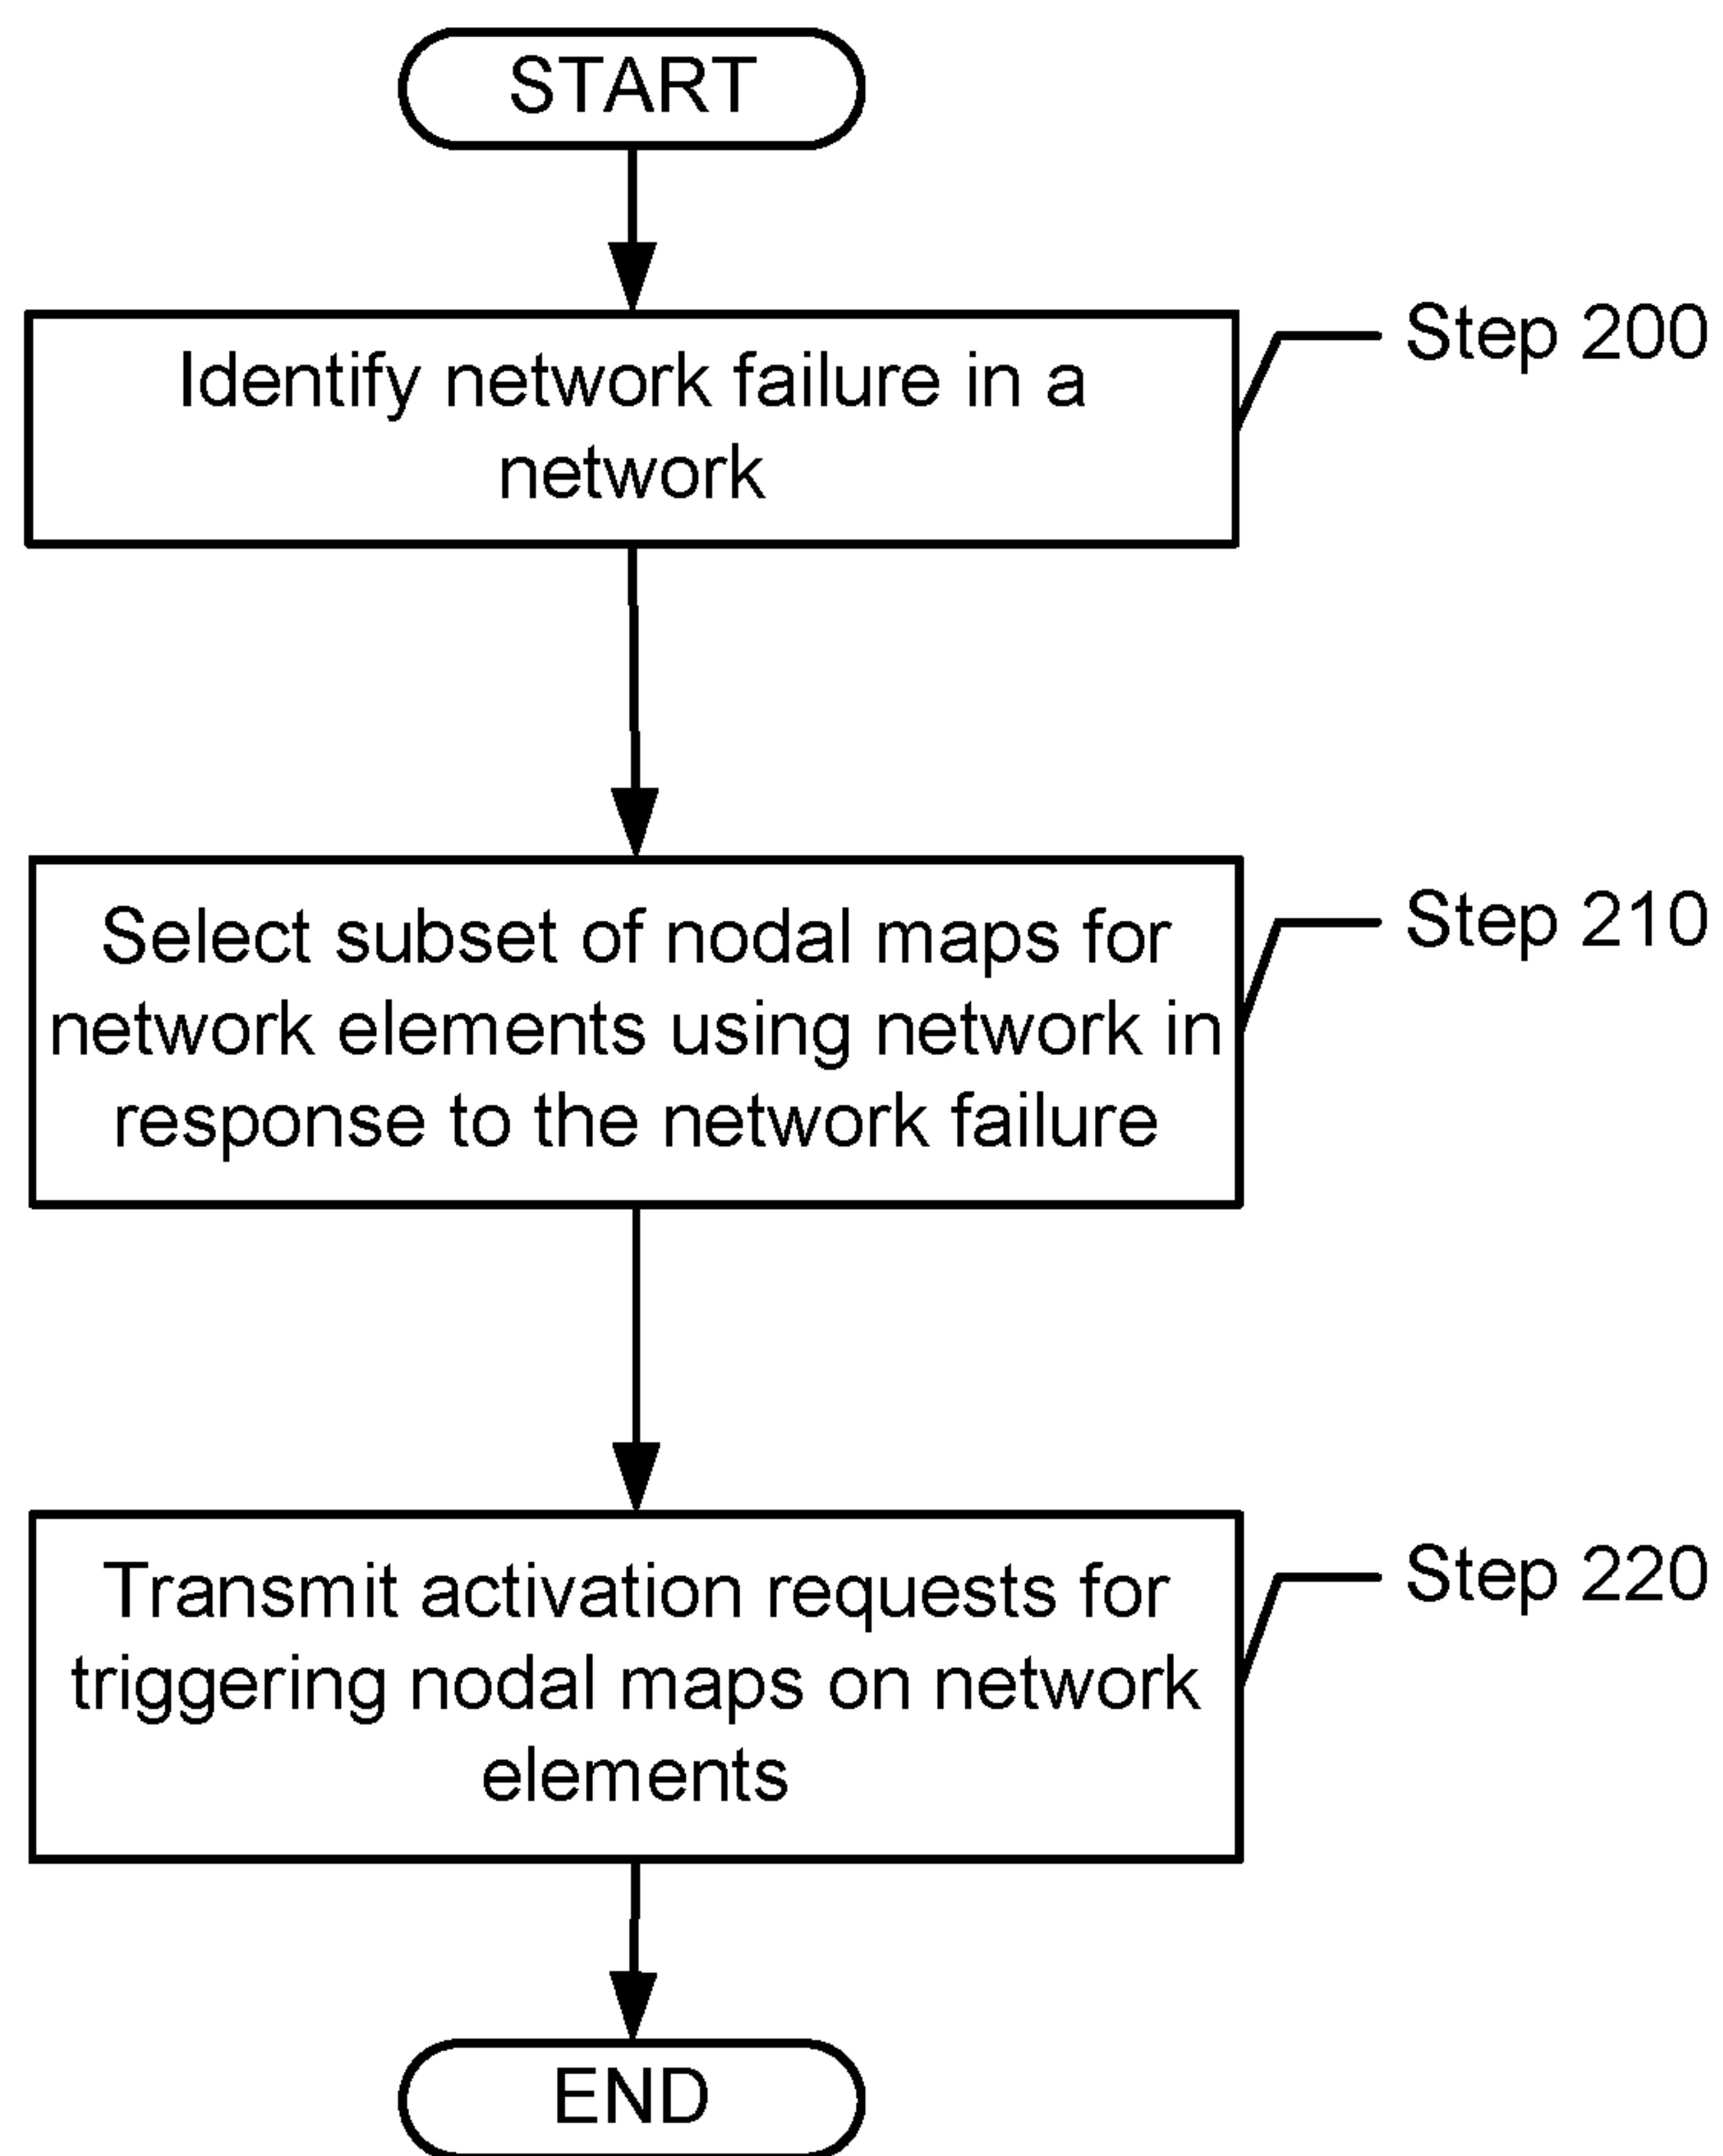 START
Identify network failure in a
network
Step 200
Select subset of nodal maps for
network elements using network in
response to the network failure
Step 210
Transmit activation requests for
triggering nodal maps on network
elements
Step 220
END